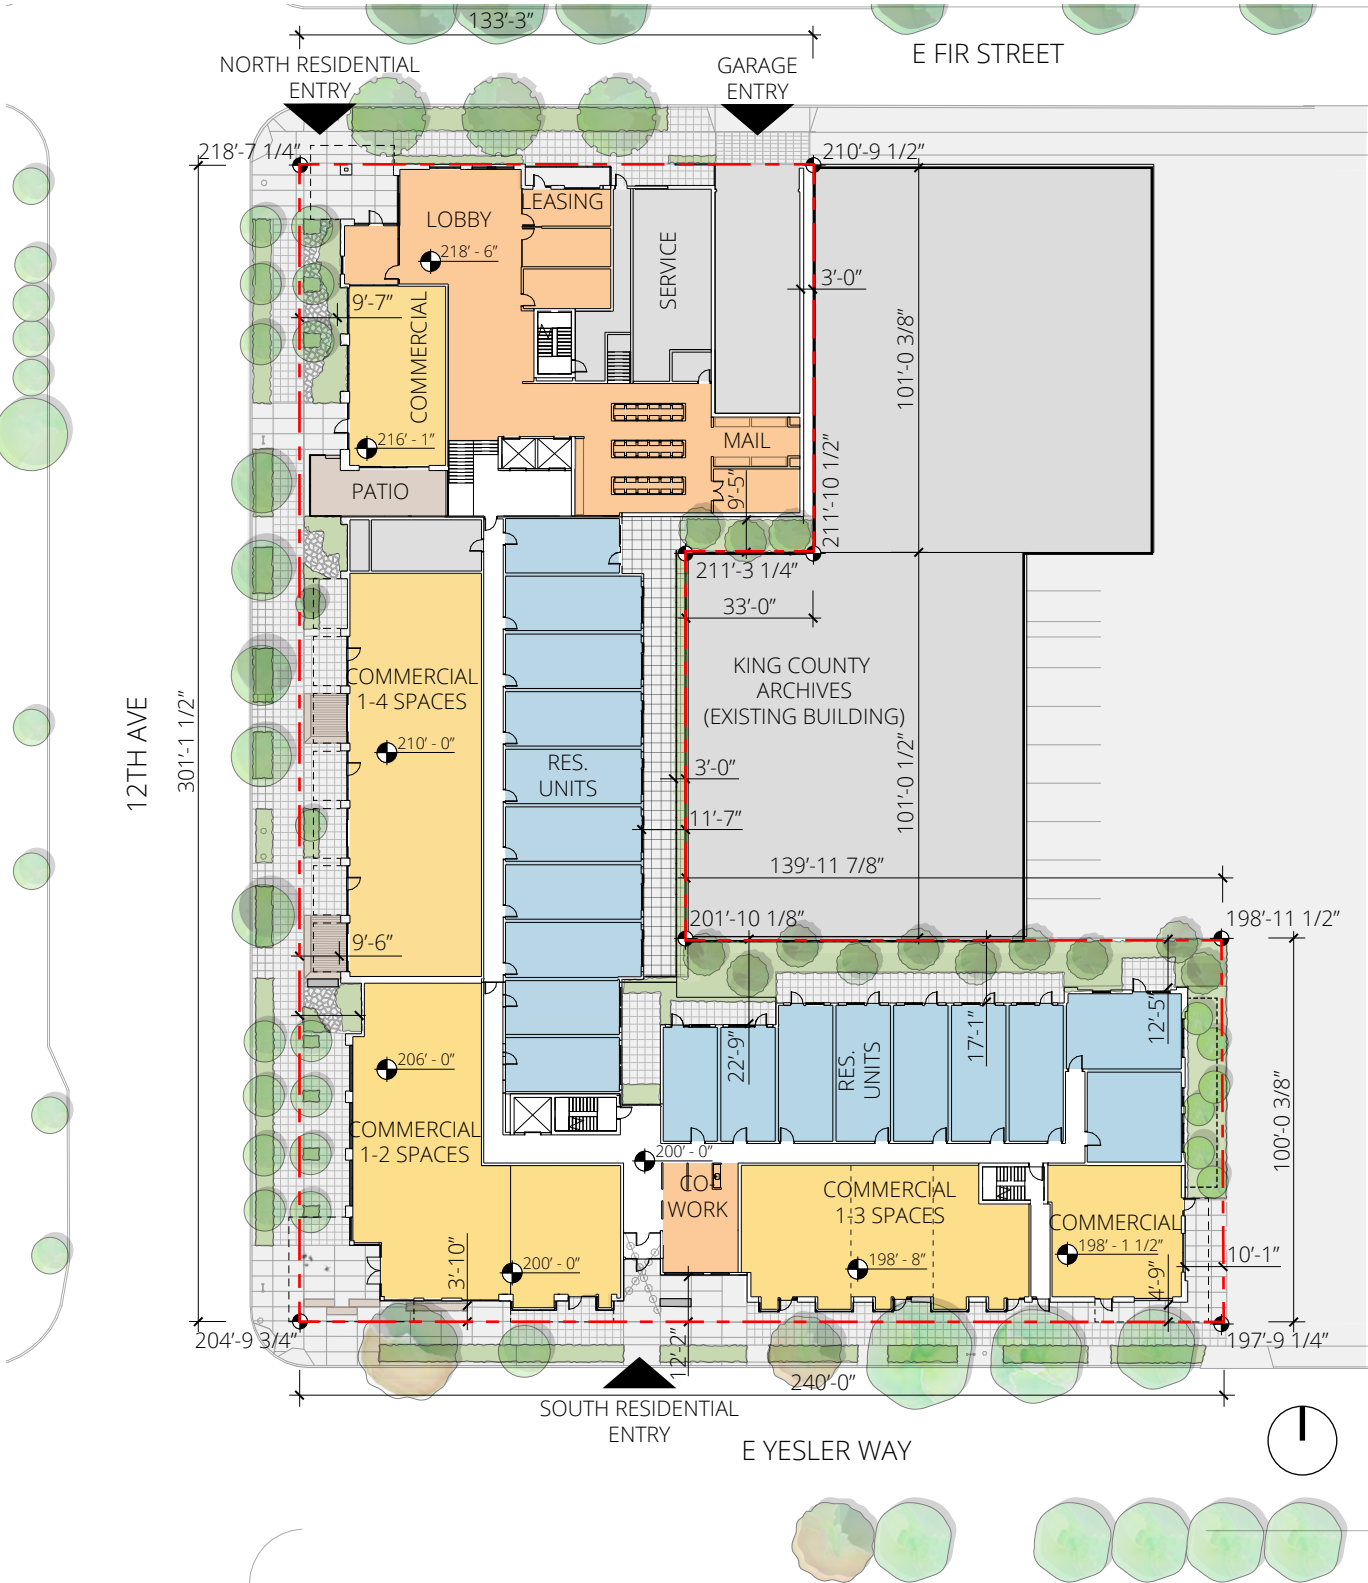 133'-3"
E FIR STREET
NORTH RESIDENTIAL
ENTRY
GARAGE
ENTRY
218'-7 1/4"
210'-9 1/2"
LOBBY
LEASING
218' - 6"
SERVICE
3'-0"
9'-7"
COMMERCIAL
101'-0 3/8"
216' - 1"
MAIL
PATIO
9'-5"
211'-10 1/2"
211'-3 1/4"
33'-0"
COMMERCIAL
1-4 SPACES
KING COUNTY
ARCHIVES
(EXISTING BUILDING)
12TH AVE
301'-1 1/2"
210' - 0"
RES.
UNITS
3'-0"
101'-0 1/2"
11'-7"
139'-11 7/8"
201'-10 1/8"
198'-11 1/2"
9'-6"
206' - 0"
22'-9"
RES.
UNITS
17'-1"
12'-5"
COMMERCIAL
1-2 SPACES
100'-0 3/8"
200' - 0"
CO-
WORK
COMMERCIAL
1-3 SPACES
COMMERCIAL
198' - 1 1/2"
10'-1"
3'-10"
200' - 0"
198' - 8"
4'-9"
204'-9 3/4"
197'-9 1/4"
12'-2"
240'-0"
SOUTH RESIDENTIAL
ENTRY
E YESLER WAY